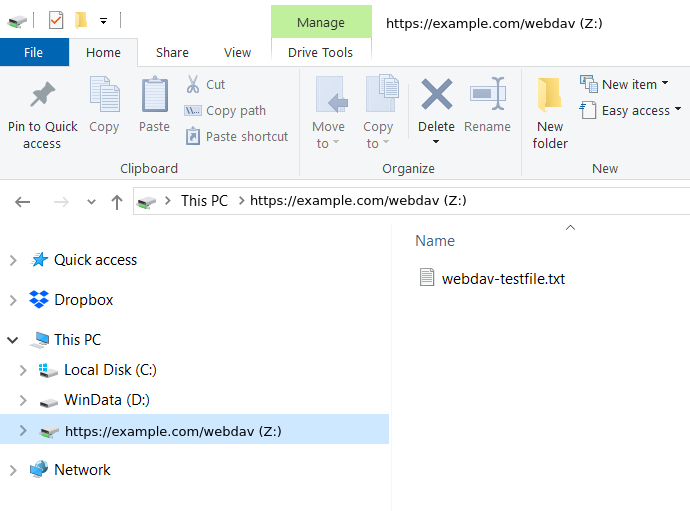 Manage
https://example.com/webdav (Z:)
File
Home
Share
View
Drive Tools
Pin to Quick access
Copy
Paste
Cut
Copy path
Paste shortcut
Move to
Copy to
Delete
Rename
New folder
New item
Easy access
Clipboard
Organize
New
This PC
https://example.com/webdav (Z:)
Name
Quick access
webdav-testfile.txt
Dropbox
This PC
Local Disk (C:)
WinData (D:)
https://example.com/webdav (Z:)
Network